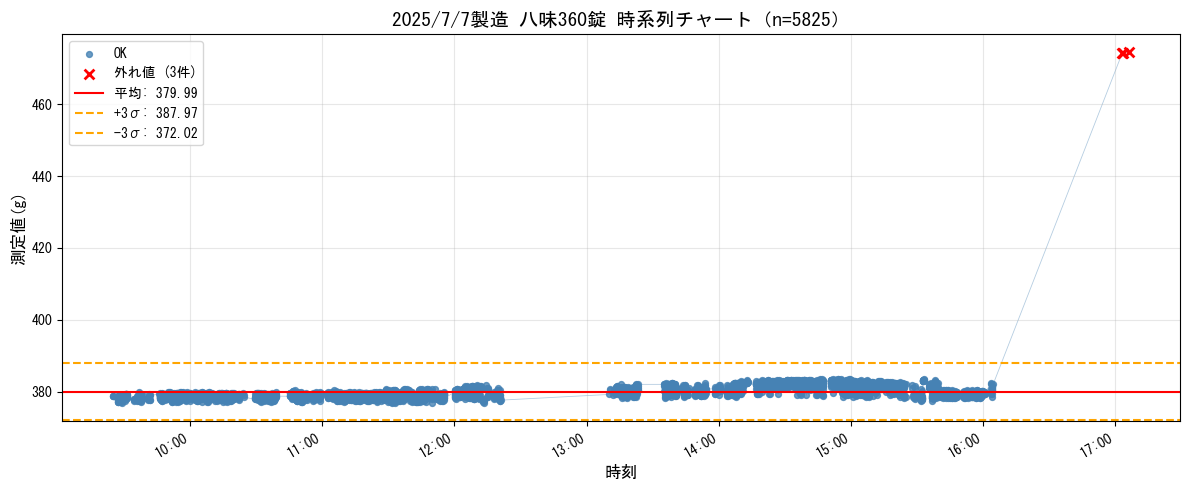 2025/7/7製造 八味360錠 時系列チャート (n=5825)
OK
外れ値 (3件)
平均: 379.99
+3σ: 387.97
-3σ: 372.02
測定値(g)
460
440
420
400
380
10:00 11:00 12:00 13:00 14:00 15:00 16:00 17:00
時刻